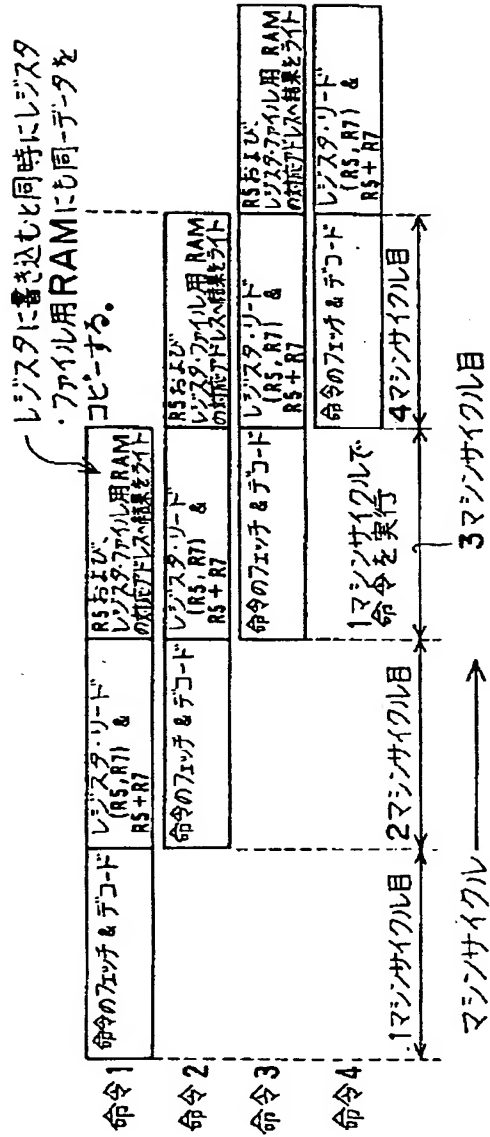 レジスタに書き込むと同時にレジスタ
・ファイル用RAMにも同一データを
コピーする。
命令1
命令のフェッチ & デコード
レジスタ・リード
(R5, R7) &
R5+R7
R5および、
レジスタ・ファイル用RAM
の対応アドレスへ結果をライト
命令2
命令のフェッチ & デコード
レジスタ・リード
(R5, R7) &
R5+R7
R5および
レジスタ・ファイル用RAM
の対応アドレスへ結果をライト
命令3
命令のフェッチ & デコード
レジスタ・リード
(R5, R7) &
R5+R7
R5および、
レジスタ・ファイル用RAM
の対応アドレスへ結果をライト
命令4
命令のフェッチ & デコード
レジスタ・リード
(R5, R7) &
R5+R7
1マシンサイクルで
命令を実行
1マシンサイクル目
2マシンサイクル目
3マシンサイクル目
4マシンサイクル目
マシンサイクル